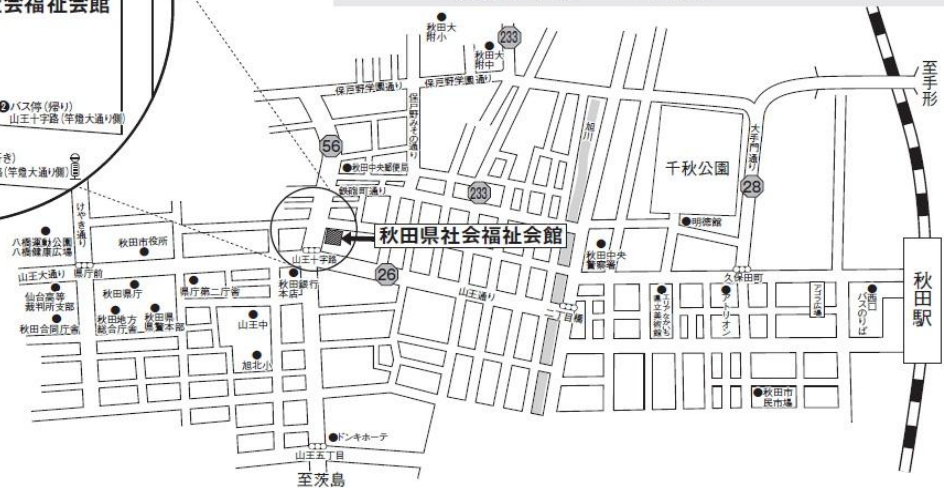 社会福祉会館
❷バス停(帰り)
山王十字路(竿燈大通り側)
秋田大
附小
233
秋田大
附中
至手形
保戸野学園通り
保戸野学園通り
保戸野みその通り
旭川
大手門通り
56
秋田中央郵便局
千秋公園
28
鉄砲町通り
233
けやき通り
明徳館
秋田県社会福祉会館
八橋運動公園
八橋健康広場
秋田市役所
山王十字路
秋田中央
警察署
26
山王大通り
県庁前
久保田町
秋田銀行
本店
仙台高等
裁判所支部
秋田県庁
県庁第二庁舎
山王通り
二丁目橋
エリアなかいち
県立美術館
アトリオン
アゴラ広場
西口
バスのりば
秋田駅
秋田合同庁舎
秋田地方
総合庁舎
秋田県
県警本部
山王中
旭北小
秋田市
民市場
ドンキホーテ
山王五丁目
至茨島